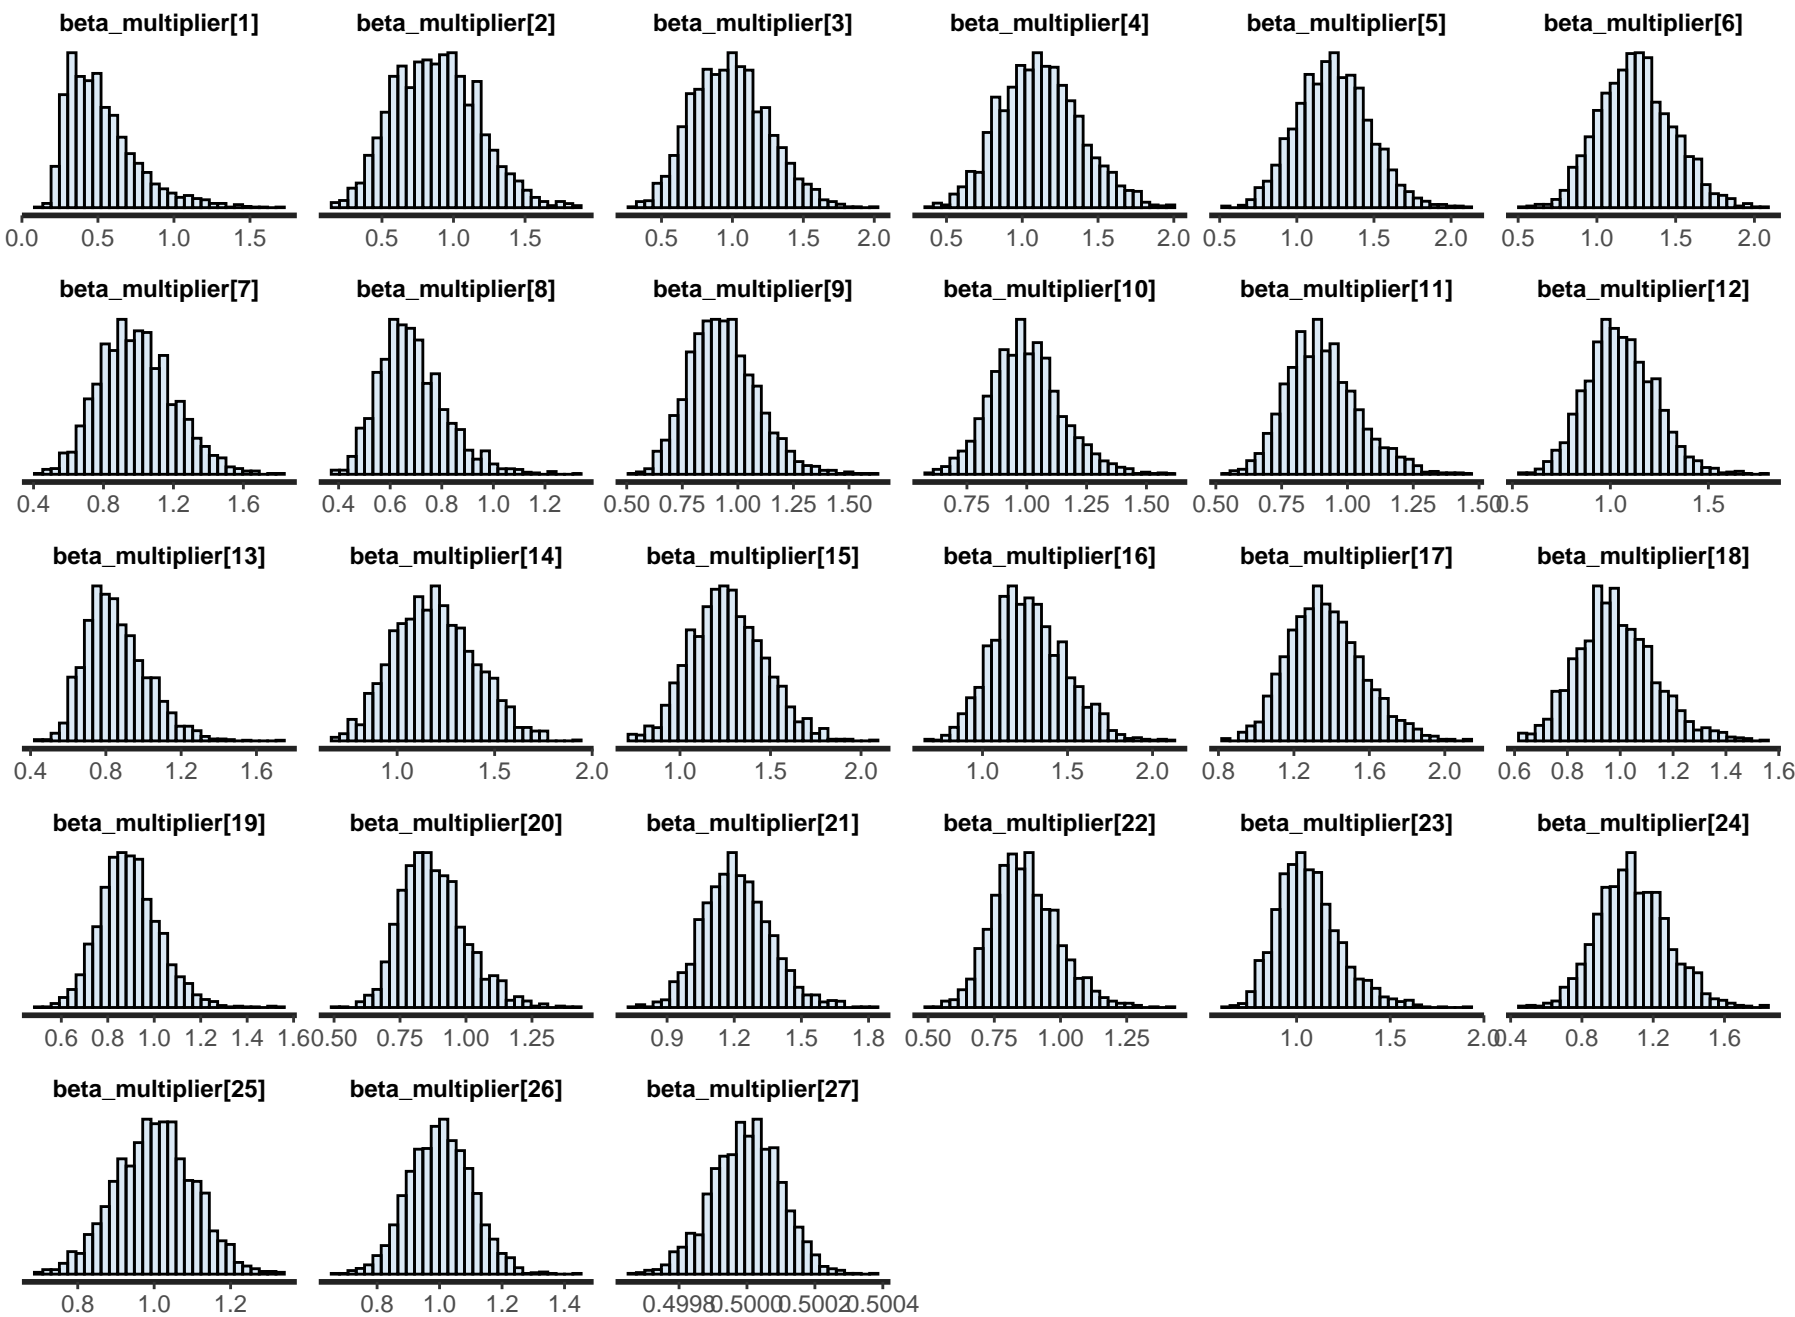 beta_multiplier[1] beta_multiplier[2] beta_multiplier[3] beta_multiplier[4] beta_multiplier[5] beta_multiplier[6]
0.0 0.5 1.0 1.5 0.5 1.0 1.5 0.5 1.0 1.5 2.0 0.5 1.0 1.5 2.0 0.5 1.0 1.5 2.0 0.5 1.0 1.5 2.0
beta_multiplier[7] beta_multiplier[8] beta_multiplier[9] beta_multiplier[10] beta_multiplier[11] beta_multiplier[12]
0.4 0.8 1.2 1.6 0.4 0.6 0.8 1.0 1.2 0.50 0.75 1.00 1.25 1.50 0.75 1.00 1.25 1.50 0.50 0.75 1.00 1.25 1.50 0.5 1.0 1.5
beta_multiplier[13] beta_multiplier[14] beta_multiplier[15] beta_multiplier[16] beta_multiplier[17] beta_multiplier[18]
0.4 0.8 1.2 1.6 1.0 1.5 2.0 1.0 1.5 2.0 1.0 1.5 2.0 0.8 1.2 1.6 2.0 0.6 0.8 1.0 1.2 1.4 1.6
beta_multiplier[19] beta_multiplier[20] beta_multiplier[21] beta_multiplier[22] beta_multiplier[23] beta_multiplier[24]
0.6 0.8 1.0 1.2 1.4 1.6 0.50 0.75 1.00 1.25 0.9 1.2 1.5 1.8 0.50 0.75 1.00 1.25 1.0 1.5 2.0 0.4 0.8 1.2 1.6
beta_multiplier[25] beta_multiplier[26] beta_multiplier[27]
0.8 1.0 1.2 0.8 1.0 1.2 1.4 0.4998 0.5000 0.5002 0.5004